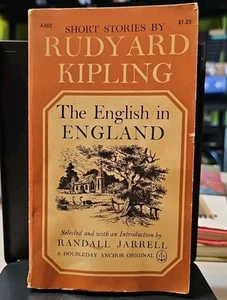 A362
$1.25
SHORT STORIES BY
RUDYARD
KIPLING
The English in
ENGLAND
Selected and with an Introduction by
RANDALL JARRELL
A DOUBLEDAY ANCHOR ORIGINAL